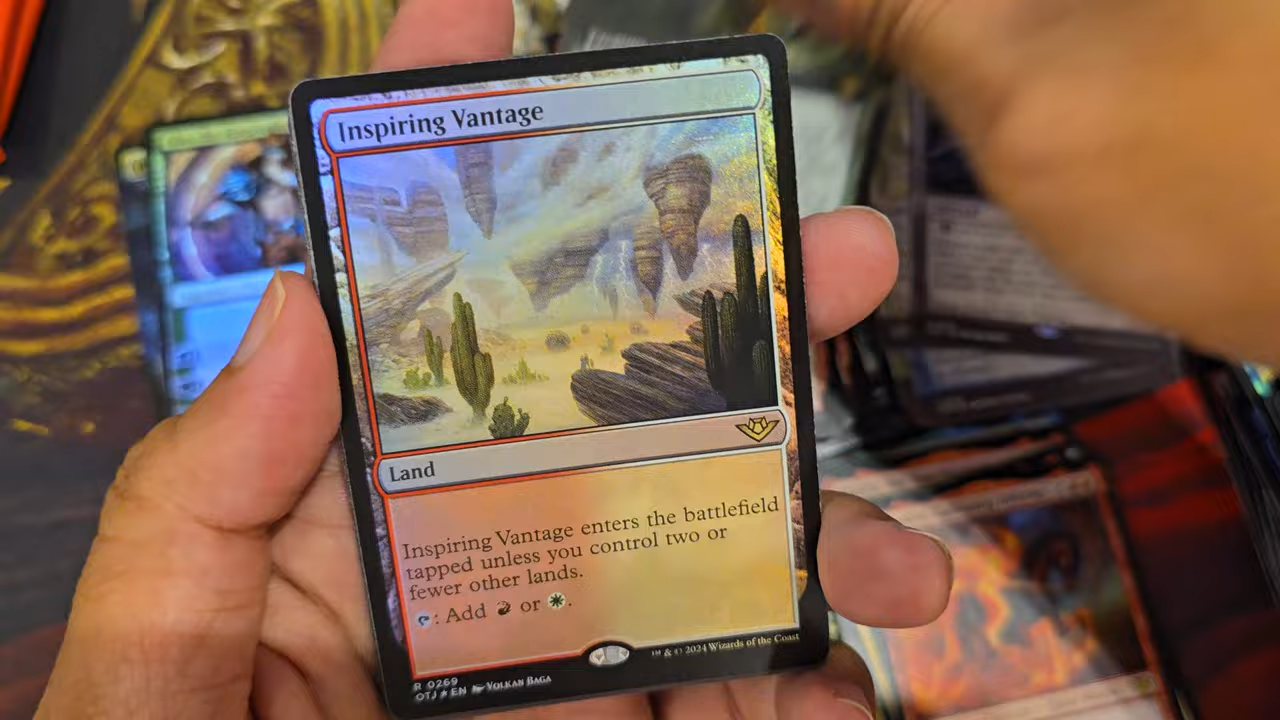 Inspiring Vantage
Land
Inspiring Vantage enters the battlefield
tapped unless you control two or
fewer other lands.
: Add or .
R 0269
OTJ ★ EN VOLKAN BAGA
™ & © 2024 Wizards of the Coast